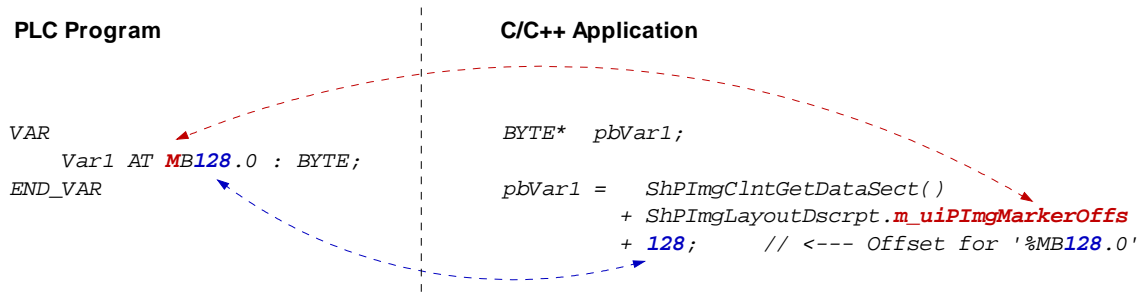 PLC Program
C/C++ Application
VAR
Var1 AT MB128.0 : BYTE;
END_VAR
BYTE* pbVar1;
pbVar1 = ShPImgClntGetDataSect()
+ ShPImgLayoutDscrpt.m_uiPImgMarkerOffs
+ 128; // <--- Offset for '%MB128.0'